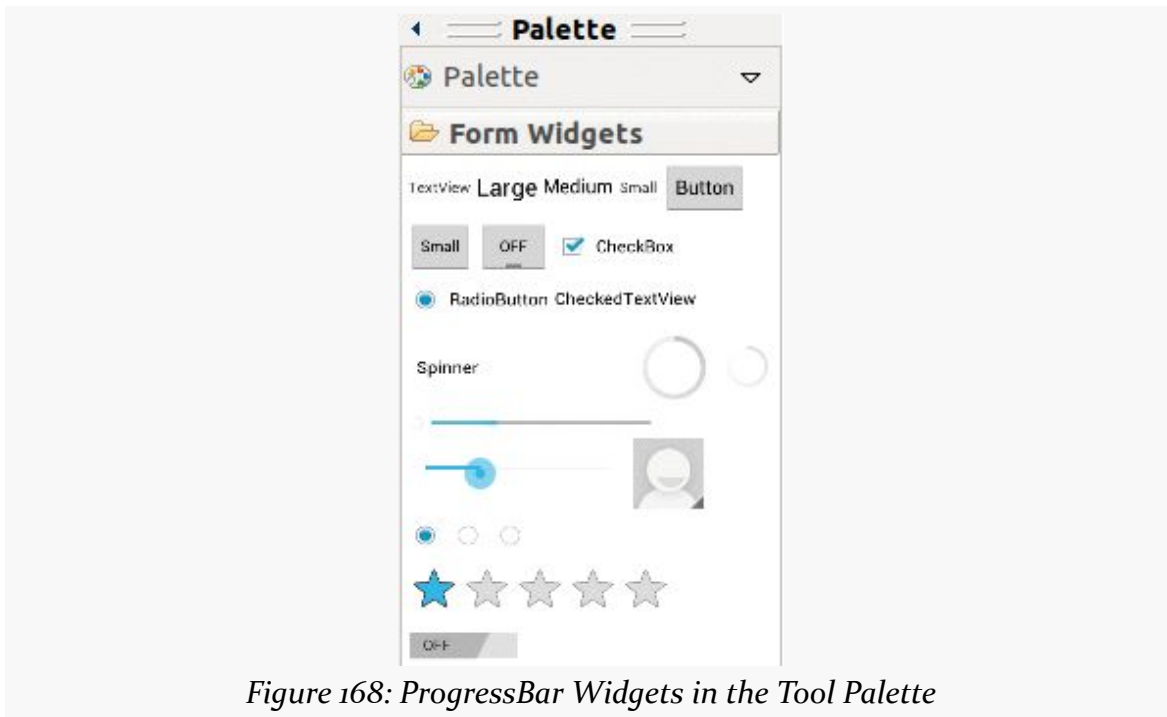 Palette
Palette
Form Widgets
TextView Large Medium Small Button
Small OFF CheckBox
RadioButton CheckedTextView
Spinner
OFF
Figure 168: ProgressBar Widgets in the Tool Palette